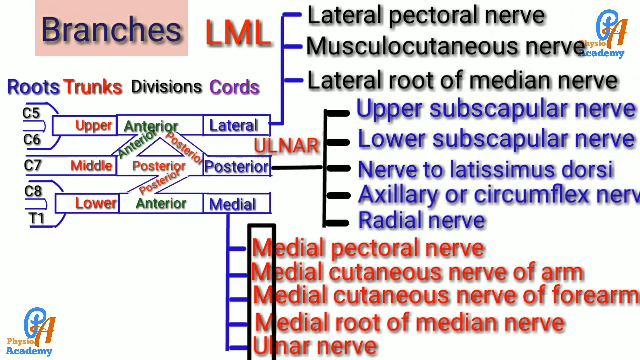 Branches
LML
Lateral pectoral nerve
Musculocutaneous nerve
Lateral root of median nerve
Physio Academy
Roots Trunks Divisions Cords
C5
C6
Upper Anterior Lateral
Anterior Posterior
C7 Middle Posterior Posterior
Posterior
C8
T1
Lower Anterior Medial
ULNAR
Upper subscapular nerve
Lower subscapular nerve
Nerve to latissimus dorsi
Axillary or circumflex nerv
Radial nerve
Medial pectoral nerve
Medial cutaneous nerve of arm
Medial cutaneous nerve of forearm
Medial root of median nerve
Ulnar nerve
Physio
Academy